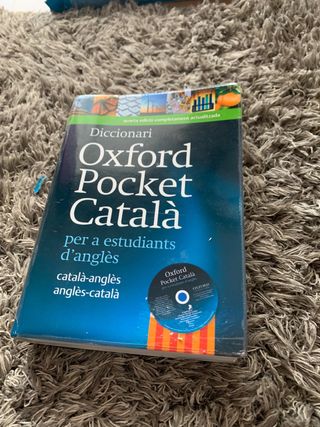 nova edició completament actualitzada
Diccionari
Oxford
Pocket
Català
per a estudiants
d'anglès
català-anglès
anglès-català
Oxford
Pocket Català